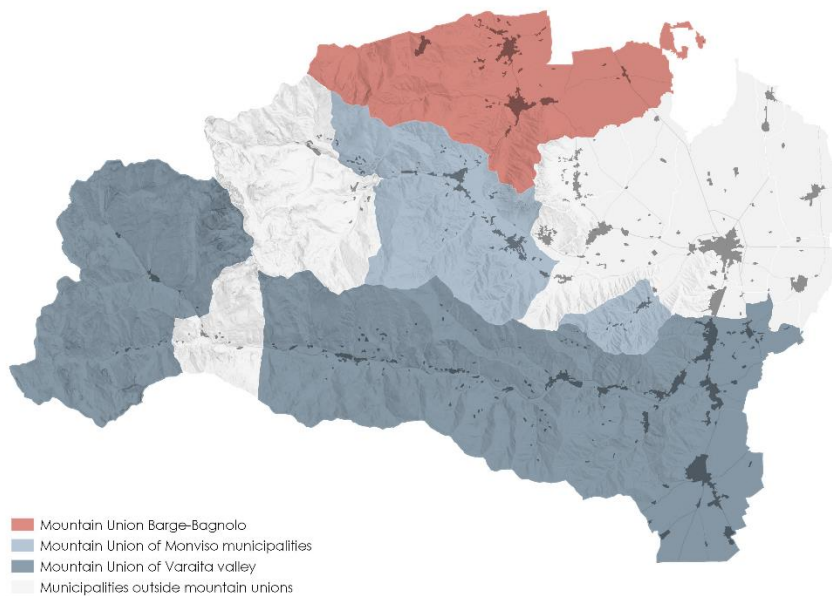 Mountain Union Barge-Bagnolo
Mountain Union of Monviso municipalities
Mountain Union of Varaita valley
Municipalities outside mountain unions